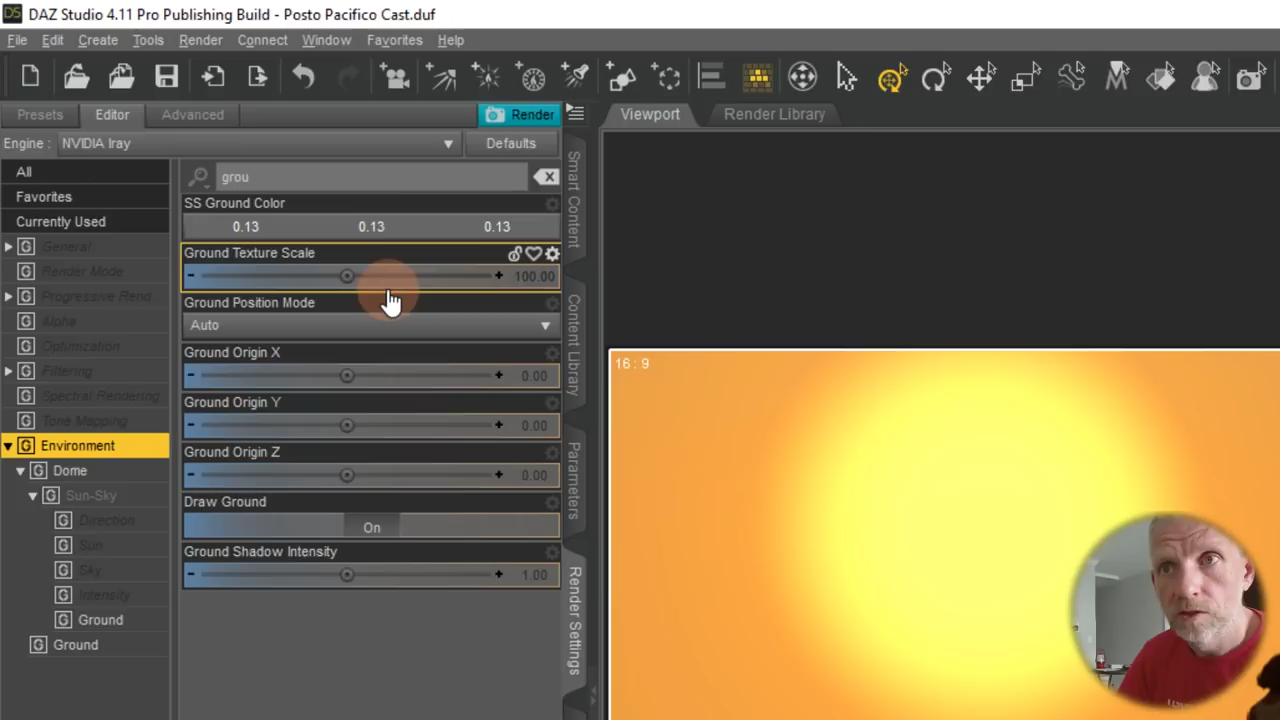 DAZ Studio 4.11 Pro Publishing Build - Posto Pacifico Cast.duf
File Edit Create Tools Render Connect Window Favorites Help
Presets Editor Advanced Render Viewport Render Library
Engine : NVIDIA Iray Defaults
All
Favorites
Currently Used
General
Render Mode
Progressive Rend...
Alpha
Optimization
Filtering
Spectral Rendering
Tone Mapping
Environment
Dome
Sun-Sky
Direction
Sun
Sky
Intensity
Ground
Ground
grou
SS Ground Color
0.13 0.13 0.13
Ground Texture Scale
- + 100.00
Ground Position Mode
Auto
Ground Origin X
- + 0.00
Ground Origin Y
- + 0.00
Ground Origin Z
- + 0.00
Draw Ground
On
Ground Shadow Intensity
- + 1.00
Smart Content
Content Library
Parameters
Render Settings
16 : 9